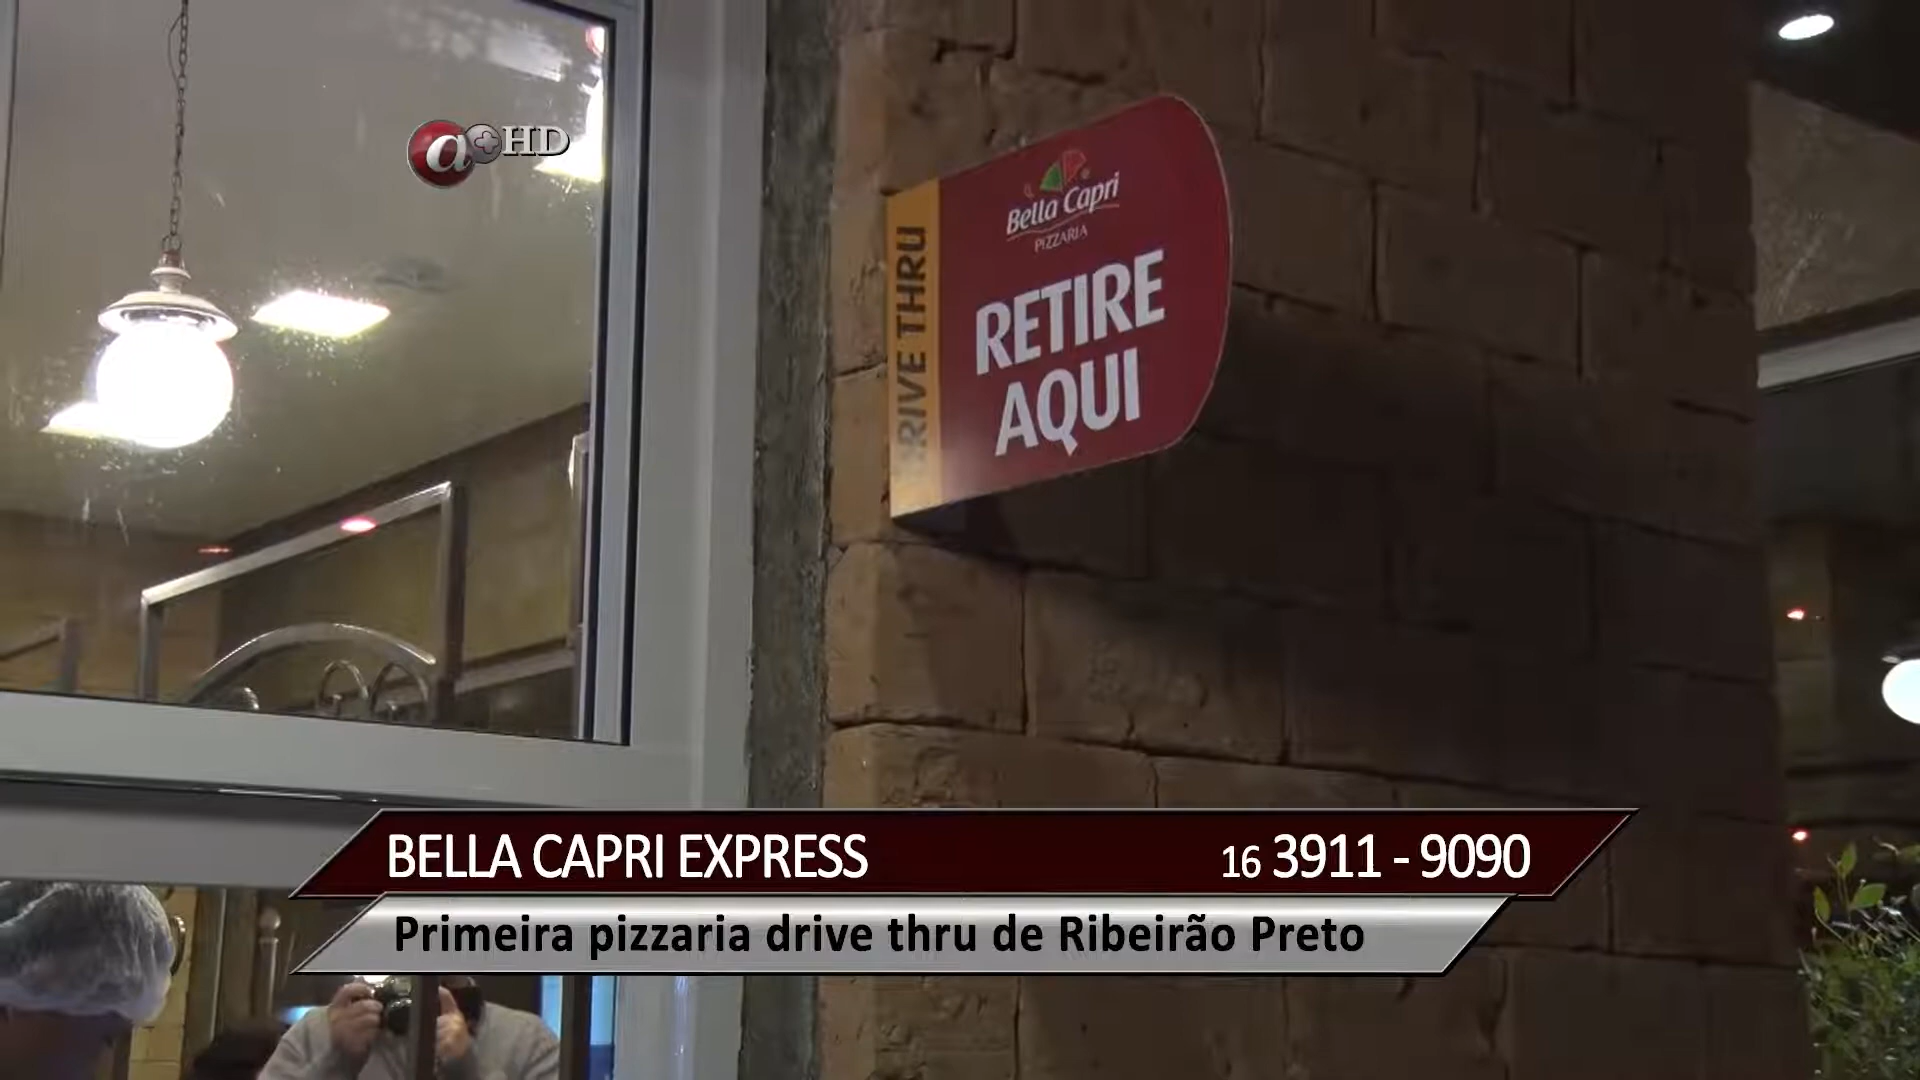 a+HD
Bella Capri
PIZZARIA
DRIVE THRU
RETIRE
AQUI
BELLA CAPRI EXPRESS
16 3911 - 9090
Primeira pizzaria drive thru de Ribeirão Preto